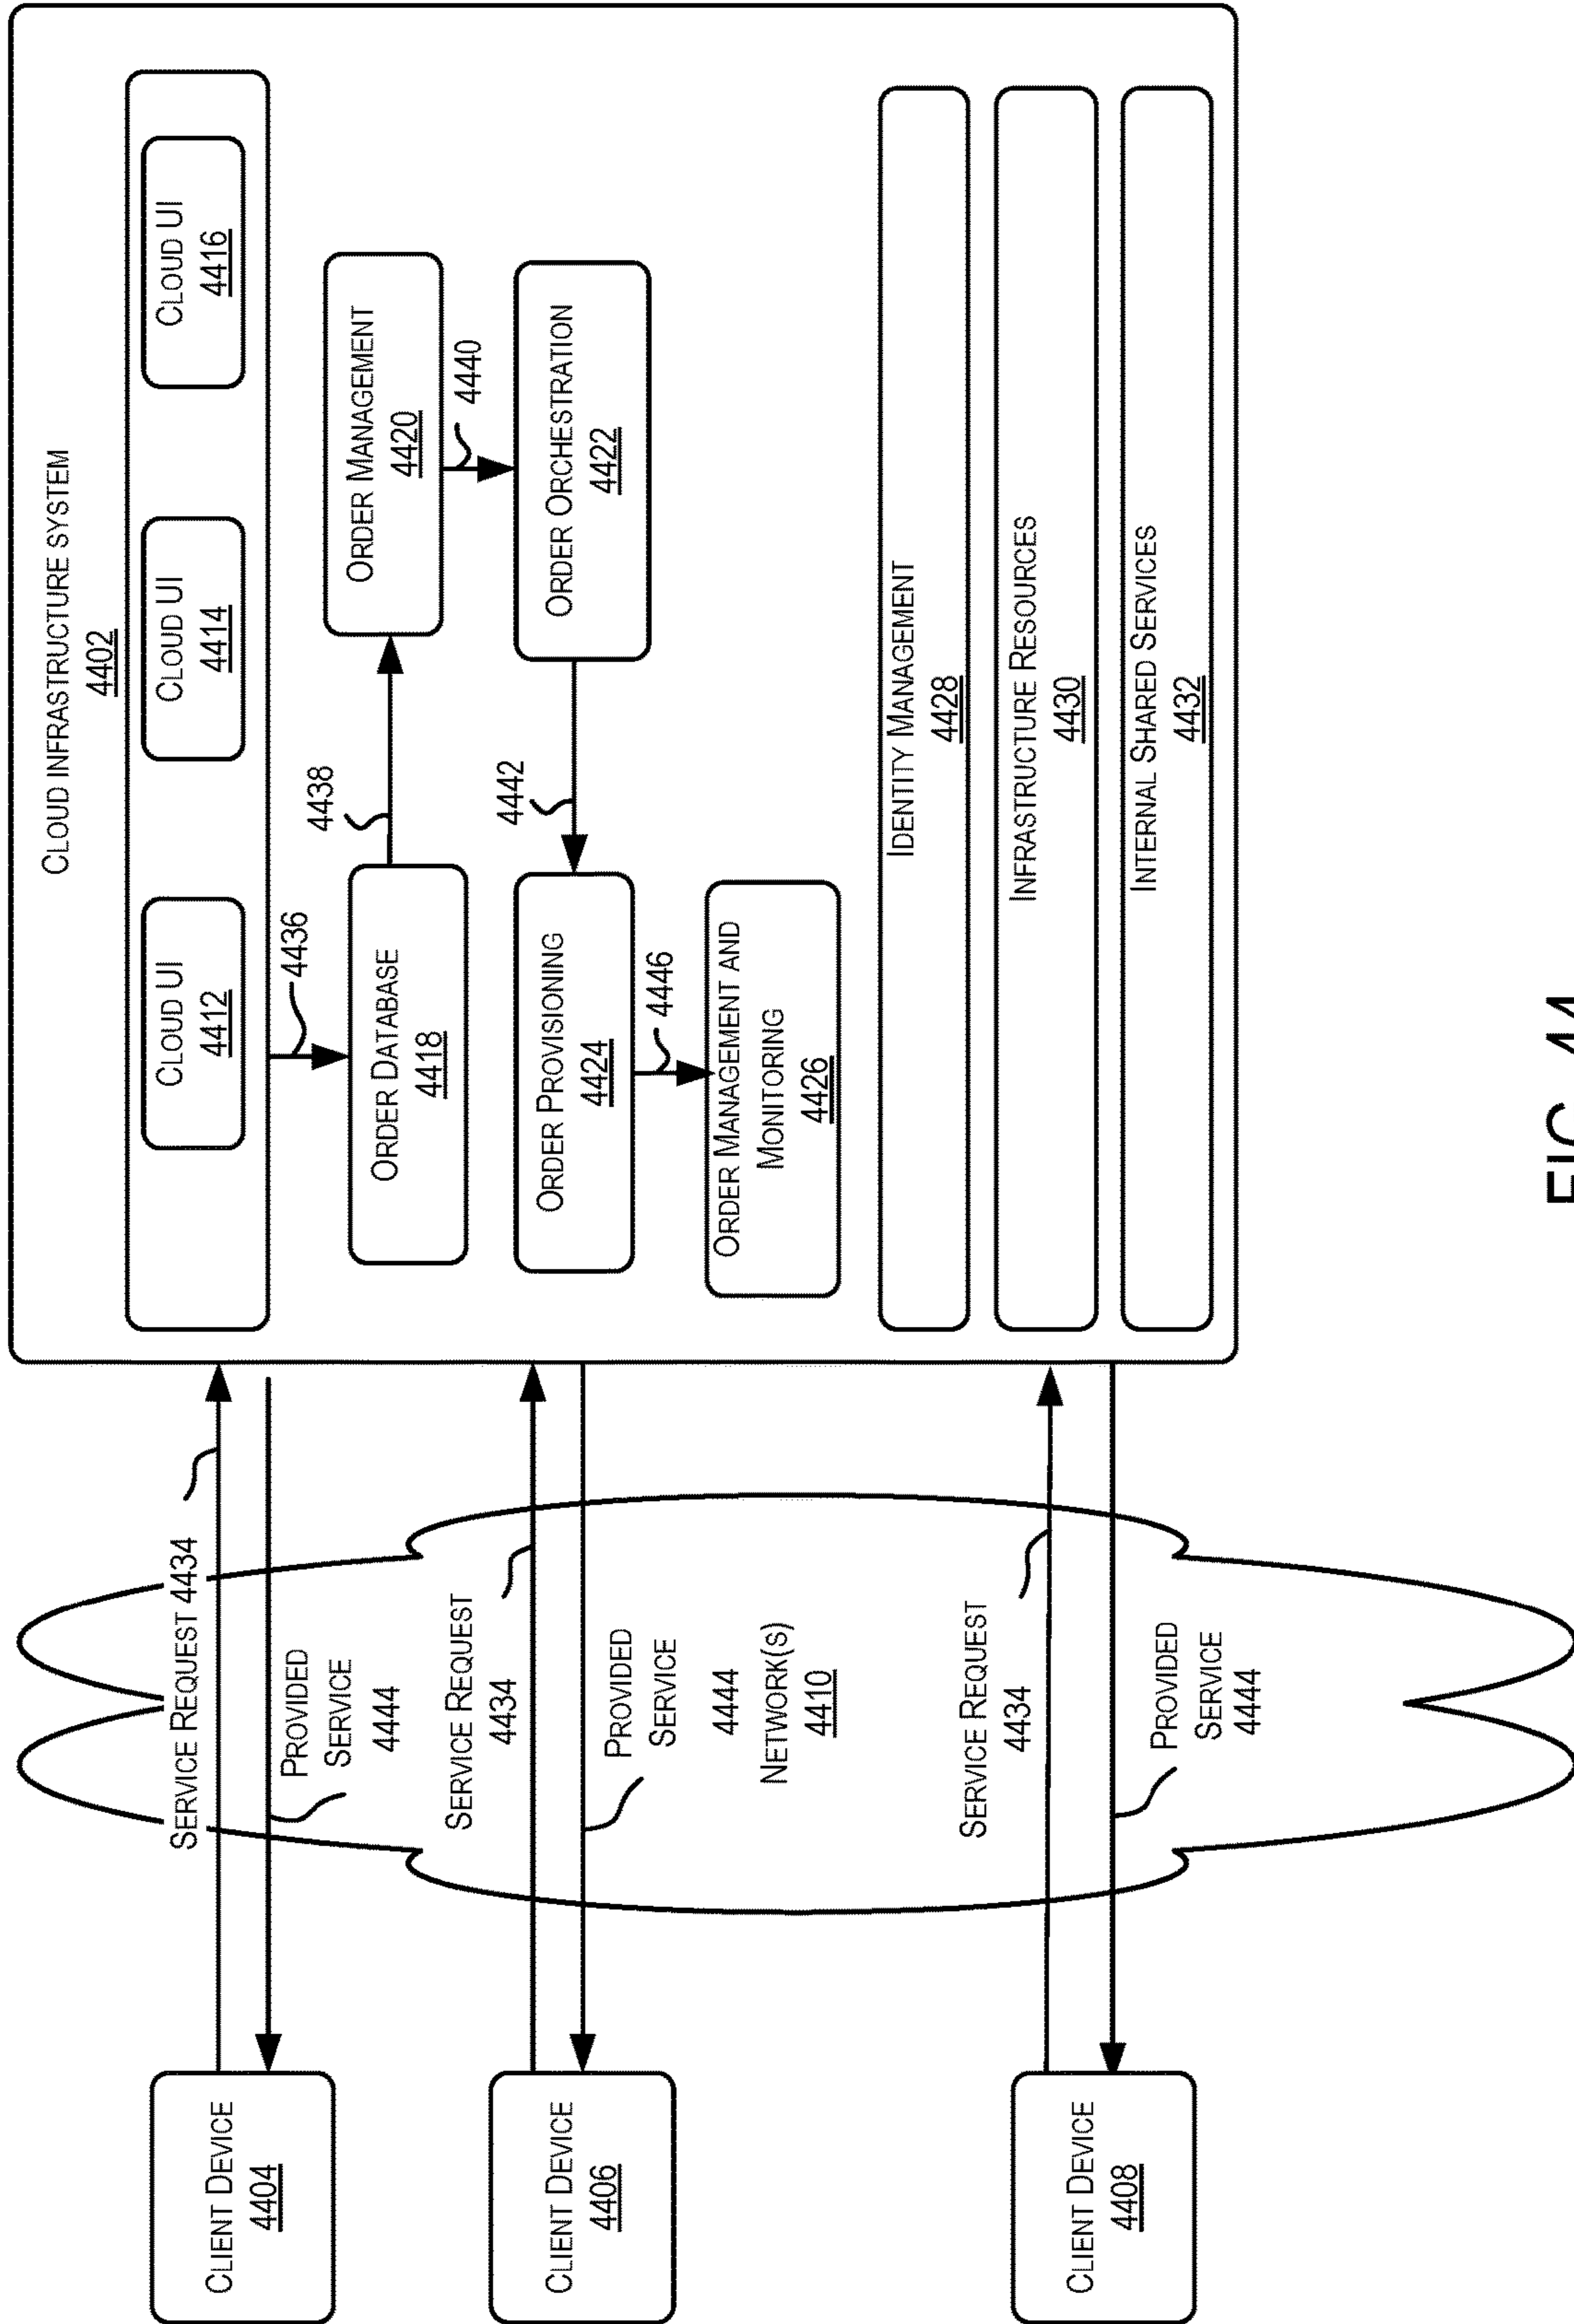 CLOUD INFRASTRUCTURE SYSTEM
4402
CLOUD UI
4412
CLOUD UI
4414
CLOUD UI
4416
4436
ORDER DATABASE
4418
4438
ORDER MANAGEMENT
4420
4440
ORDER ORCHESTRATION
4422
4442
ORDER PROVISIONING
4424
4446
ORDER MANAGEMENT AND
MONITORING
4426
IDENTITY MANAGEMENT
4428
INFRASTRUCTURE RESOURCES
4430
INTERNAL SHARED SERVICES
4432
CLIENT DEVICE
4404
SERVICE REQUEST 4434
PROVIDED
SERVICE
4444
CLIENT DEVICE
4406
SERVICE REQUEST
4434
PROVIDED
SERVICE
4444
NETWORK(S)
4410
CLIENT DEVICE
4408
SERVICE REQUEST
4434
PROVIDED
SERVICE
4444
FIG. 44